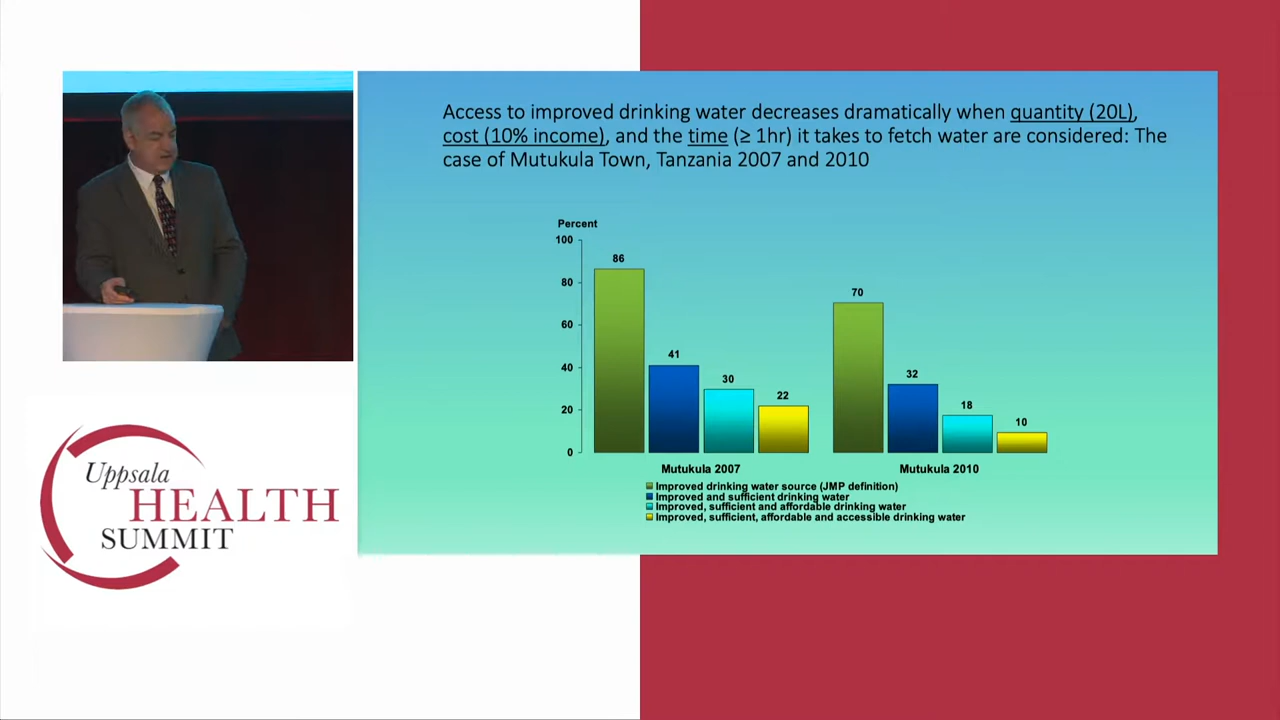 Access to improved drinking water decreases dramatically when quantity (20L),
cost (10% income), and the time (≥ 1hr) it takes to fetch water are considered: The
case of Mutukula Town, Tanzania 2007 and 2010
Percent
100
80
60
40
20
0
86
41
30
22
70
32
18
10
Mutukula 2007
Mutukula 2010
Improved drinking water source (JMP definition)
Improved and sufficient drinking water
Improved, sufficient and affordable drinking water
Improved, sufficient, affordable and accessible drinking water
Uppsala
HEALTH
SUMMIT